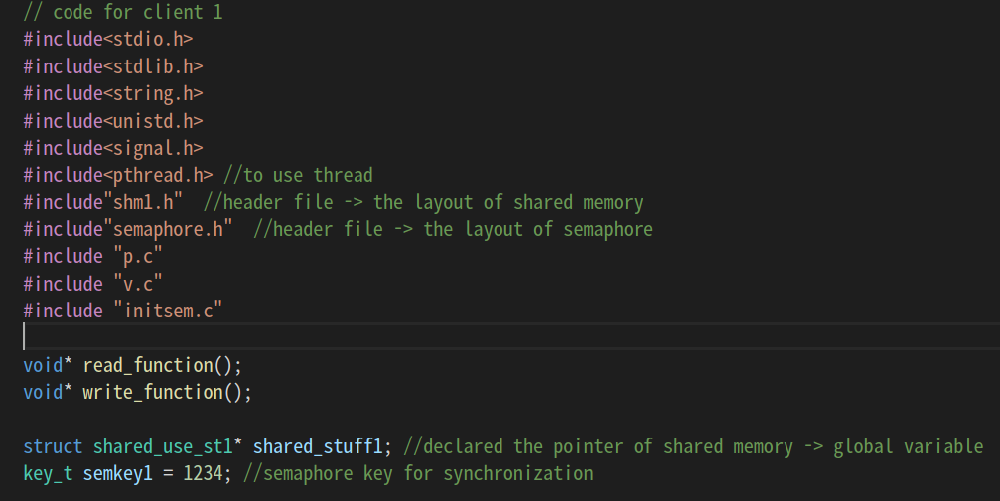 // code for client 1
#include<stdio.h>
#include<stdlib.h>
#include<string.h>
#include<unistd.h>
#include<signal.h>
#include<pthread.h> //to use thread
#include"shm1.h"  //header file -> the layout of shared memory
#include"semaphore.h"  //header file -> the layout of semaphore
#include "p.c"
#include "v.c"
#include "initsem.c"
void* read_function();
void* write_function();
struct shared_use_st1* shared_stuff1; //declared the pointer of shared memory -> global variable
key_t semkey1 = 1234; //semaphore key for synchronization